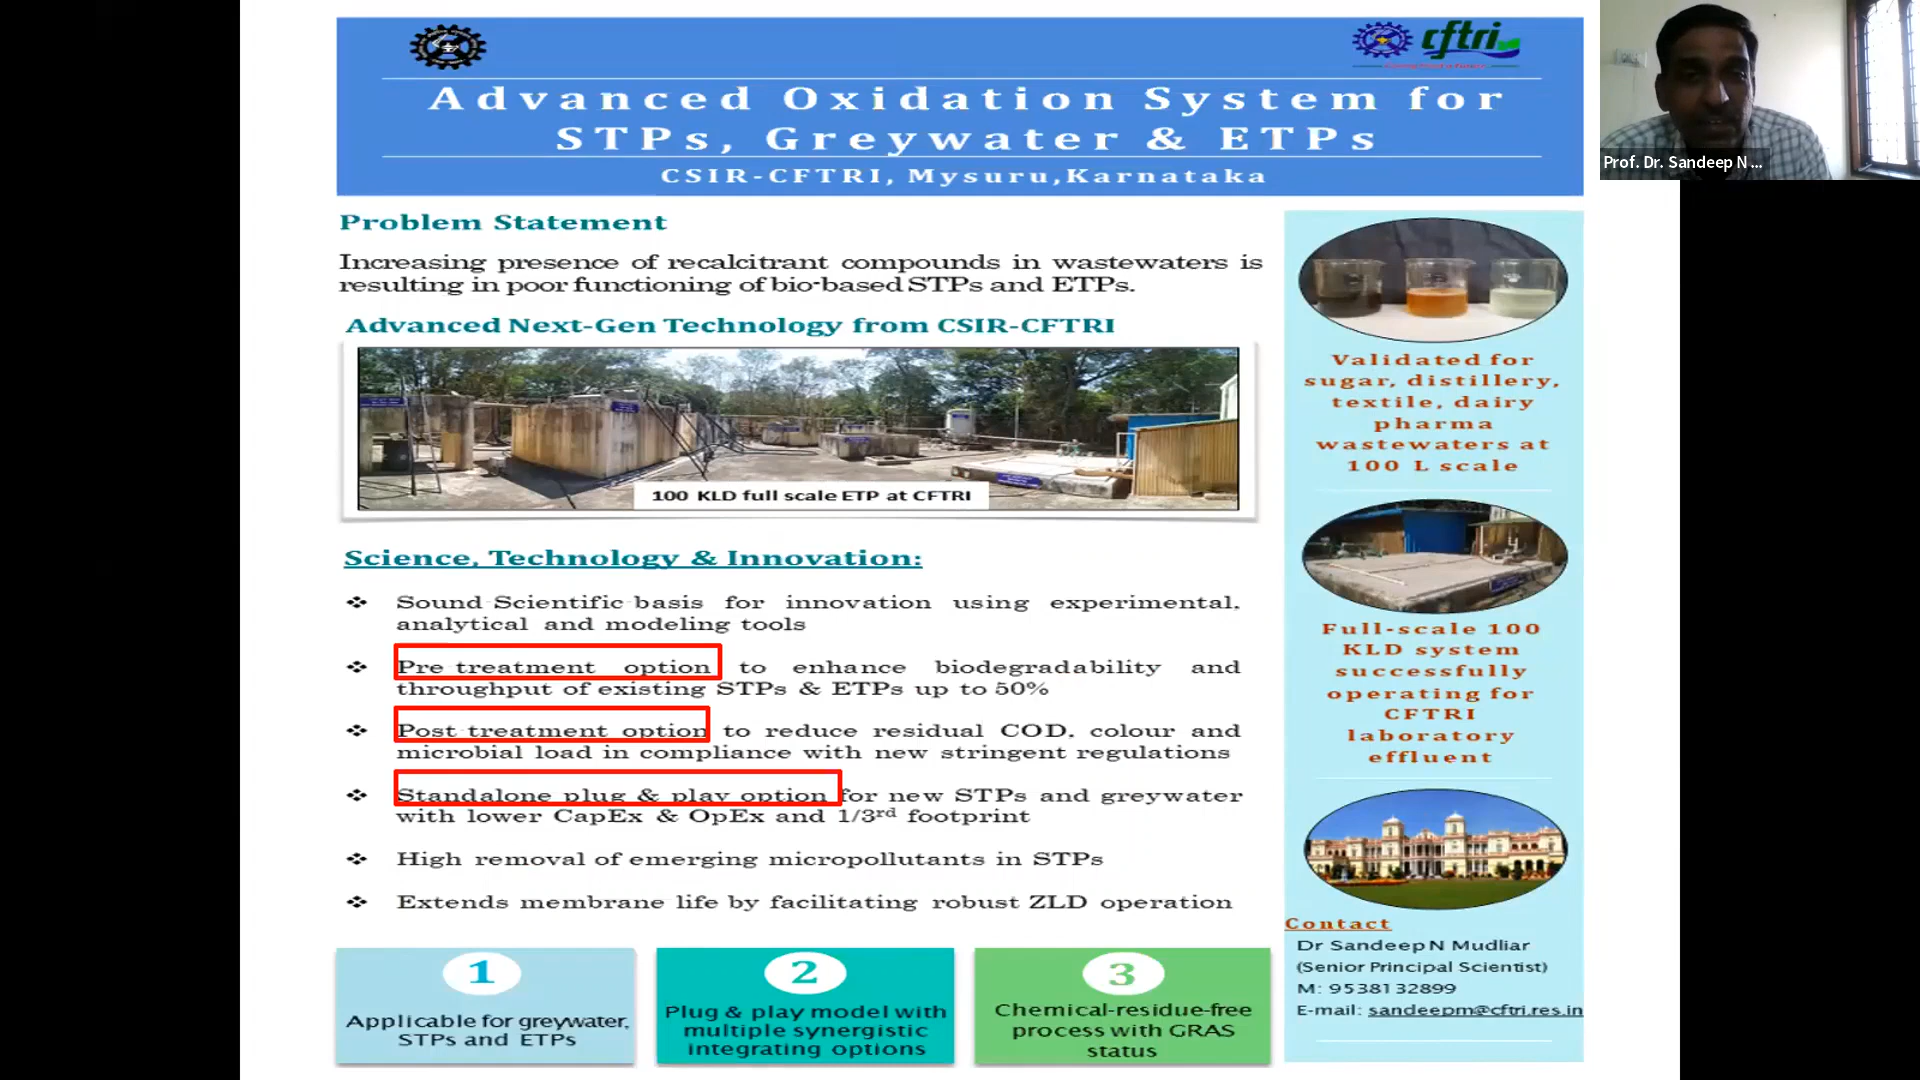 cftri
Advanced Oxidation System for
STPs, Greywater & ETPs
CSIR-CFTRI, Mysuru,Karnataka
Prof. Dr. Sandeep N ...
Problem Statement
Increasing presence of recalcitrant compounds in wastewaters is
resulting in poor functioning of bio-based STPs and ETPs.
Advanced Next-Gen Technology from CSIR-CFTRI
100 KLD full scale ETP at CFTRI
Science, Technology & Innovation:
Sound Scientific basis for innovation using experimental,
analytical and modeling tools
Pre treatment option to enhance biodegradability and
throughput of existing STPs & ETPs up to 50%
Post treatment option to reduce residual COD, colour and
microbial load in compliance with new stringent regulations
Standalone plug & play option for new STPs and greywater
with lower CapEx & OpEx and 1/3rd footprint
High removal of emerging micropollutants in STPs
Extends membrane life by facilitating robust ZLD operation
1
Applicable for greywater,
STPs and ETPs
2
Plug & play model with
multiple synergistic
integrating options
3
Chemical-residue-free
process with GRAS
status
Validated for
sugar, distillery,
textile, dairy
pharma
wastewaters at
100 L scale
Full-scale 100
KLD system
successfully
operating for
CFTRI
laboratory
effluent
Contact
Dr Sandeep N Mudliar
(Senior Principal Scientist)
M: 9538132899
E-mail: sandeepm@cftri.res.in